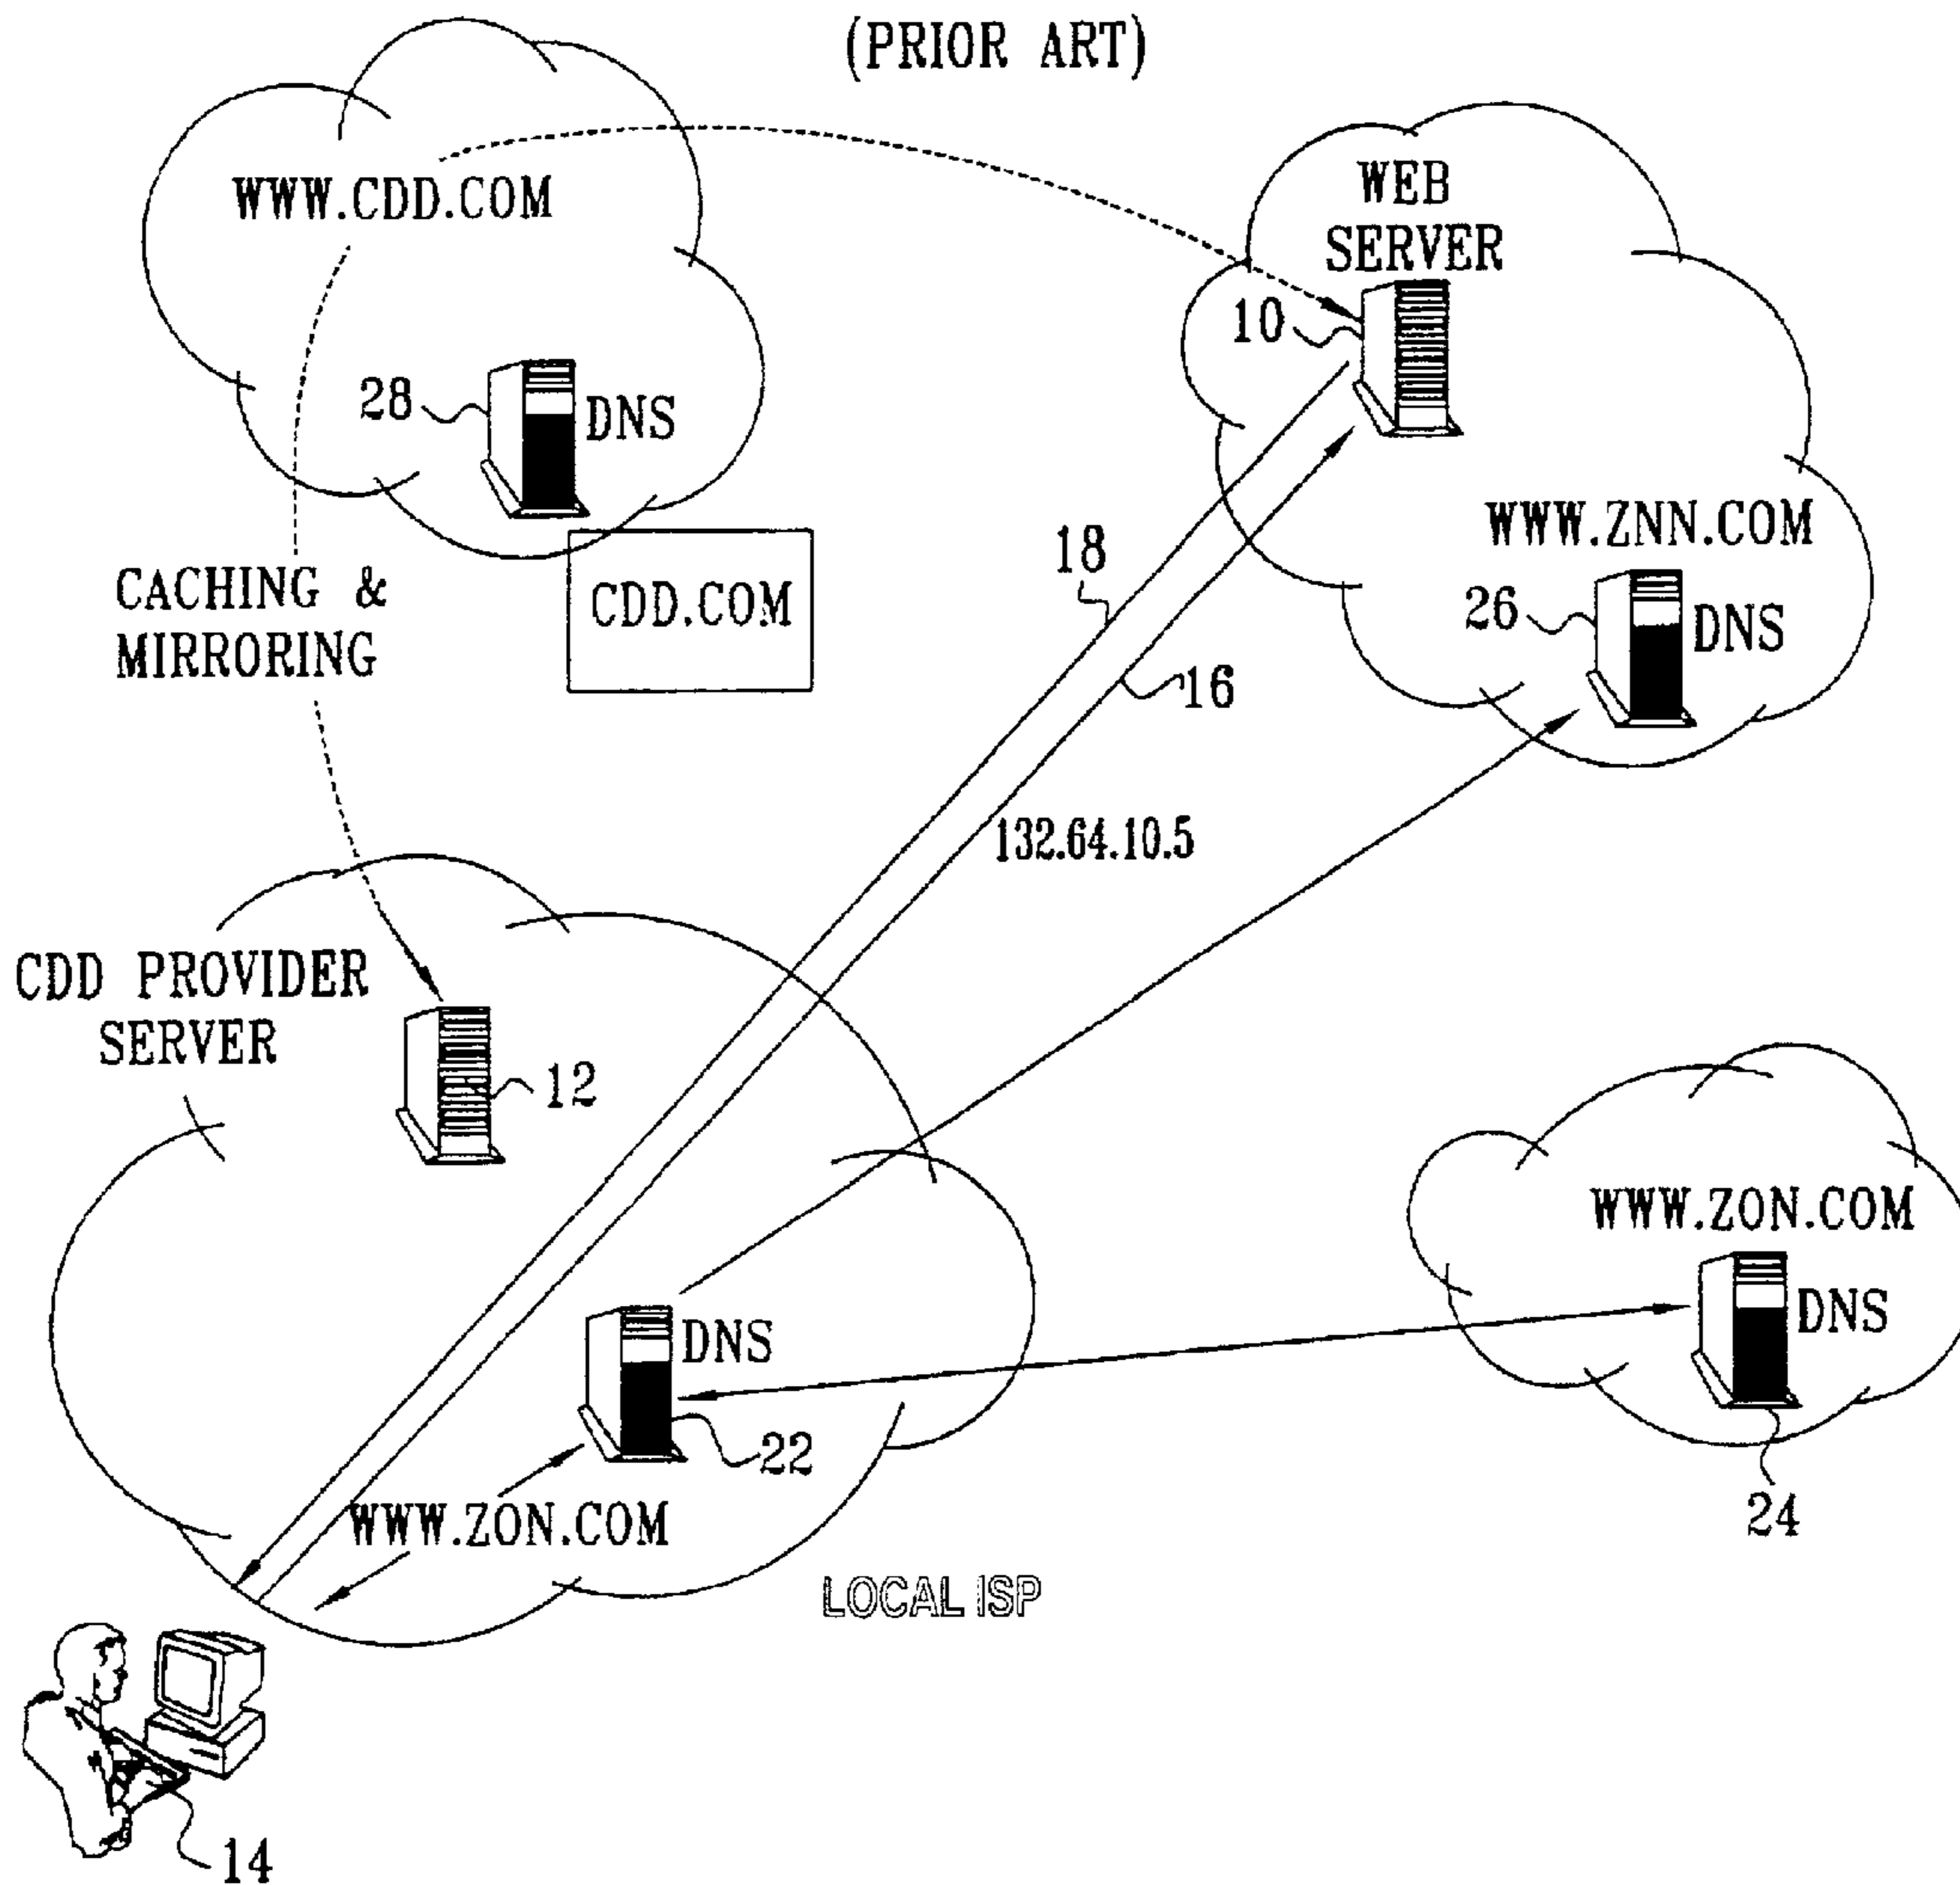 (PRIOR ART)
WWW.CDD.COM
WEB
SERVER
10
28
DNS
WWW.ZNN.COM
18
CACHING &
MIRRORING
CDD.COM
26
DNS
16
132.64.10.5
CDD PROVIDER
SERVER
12
WWW.ZON.COM
DNS
DNS
22
24
WWW.ZON.COM
LOCAL ISP
14